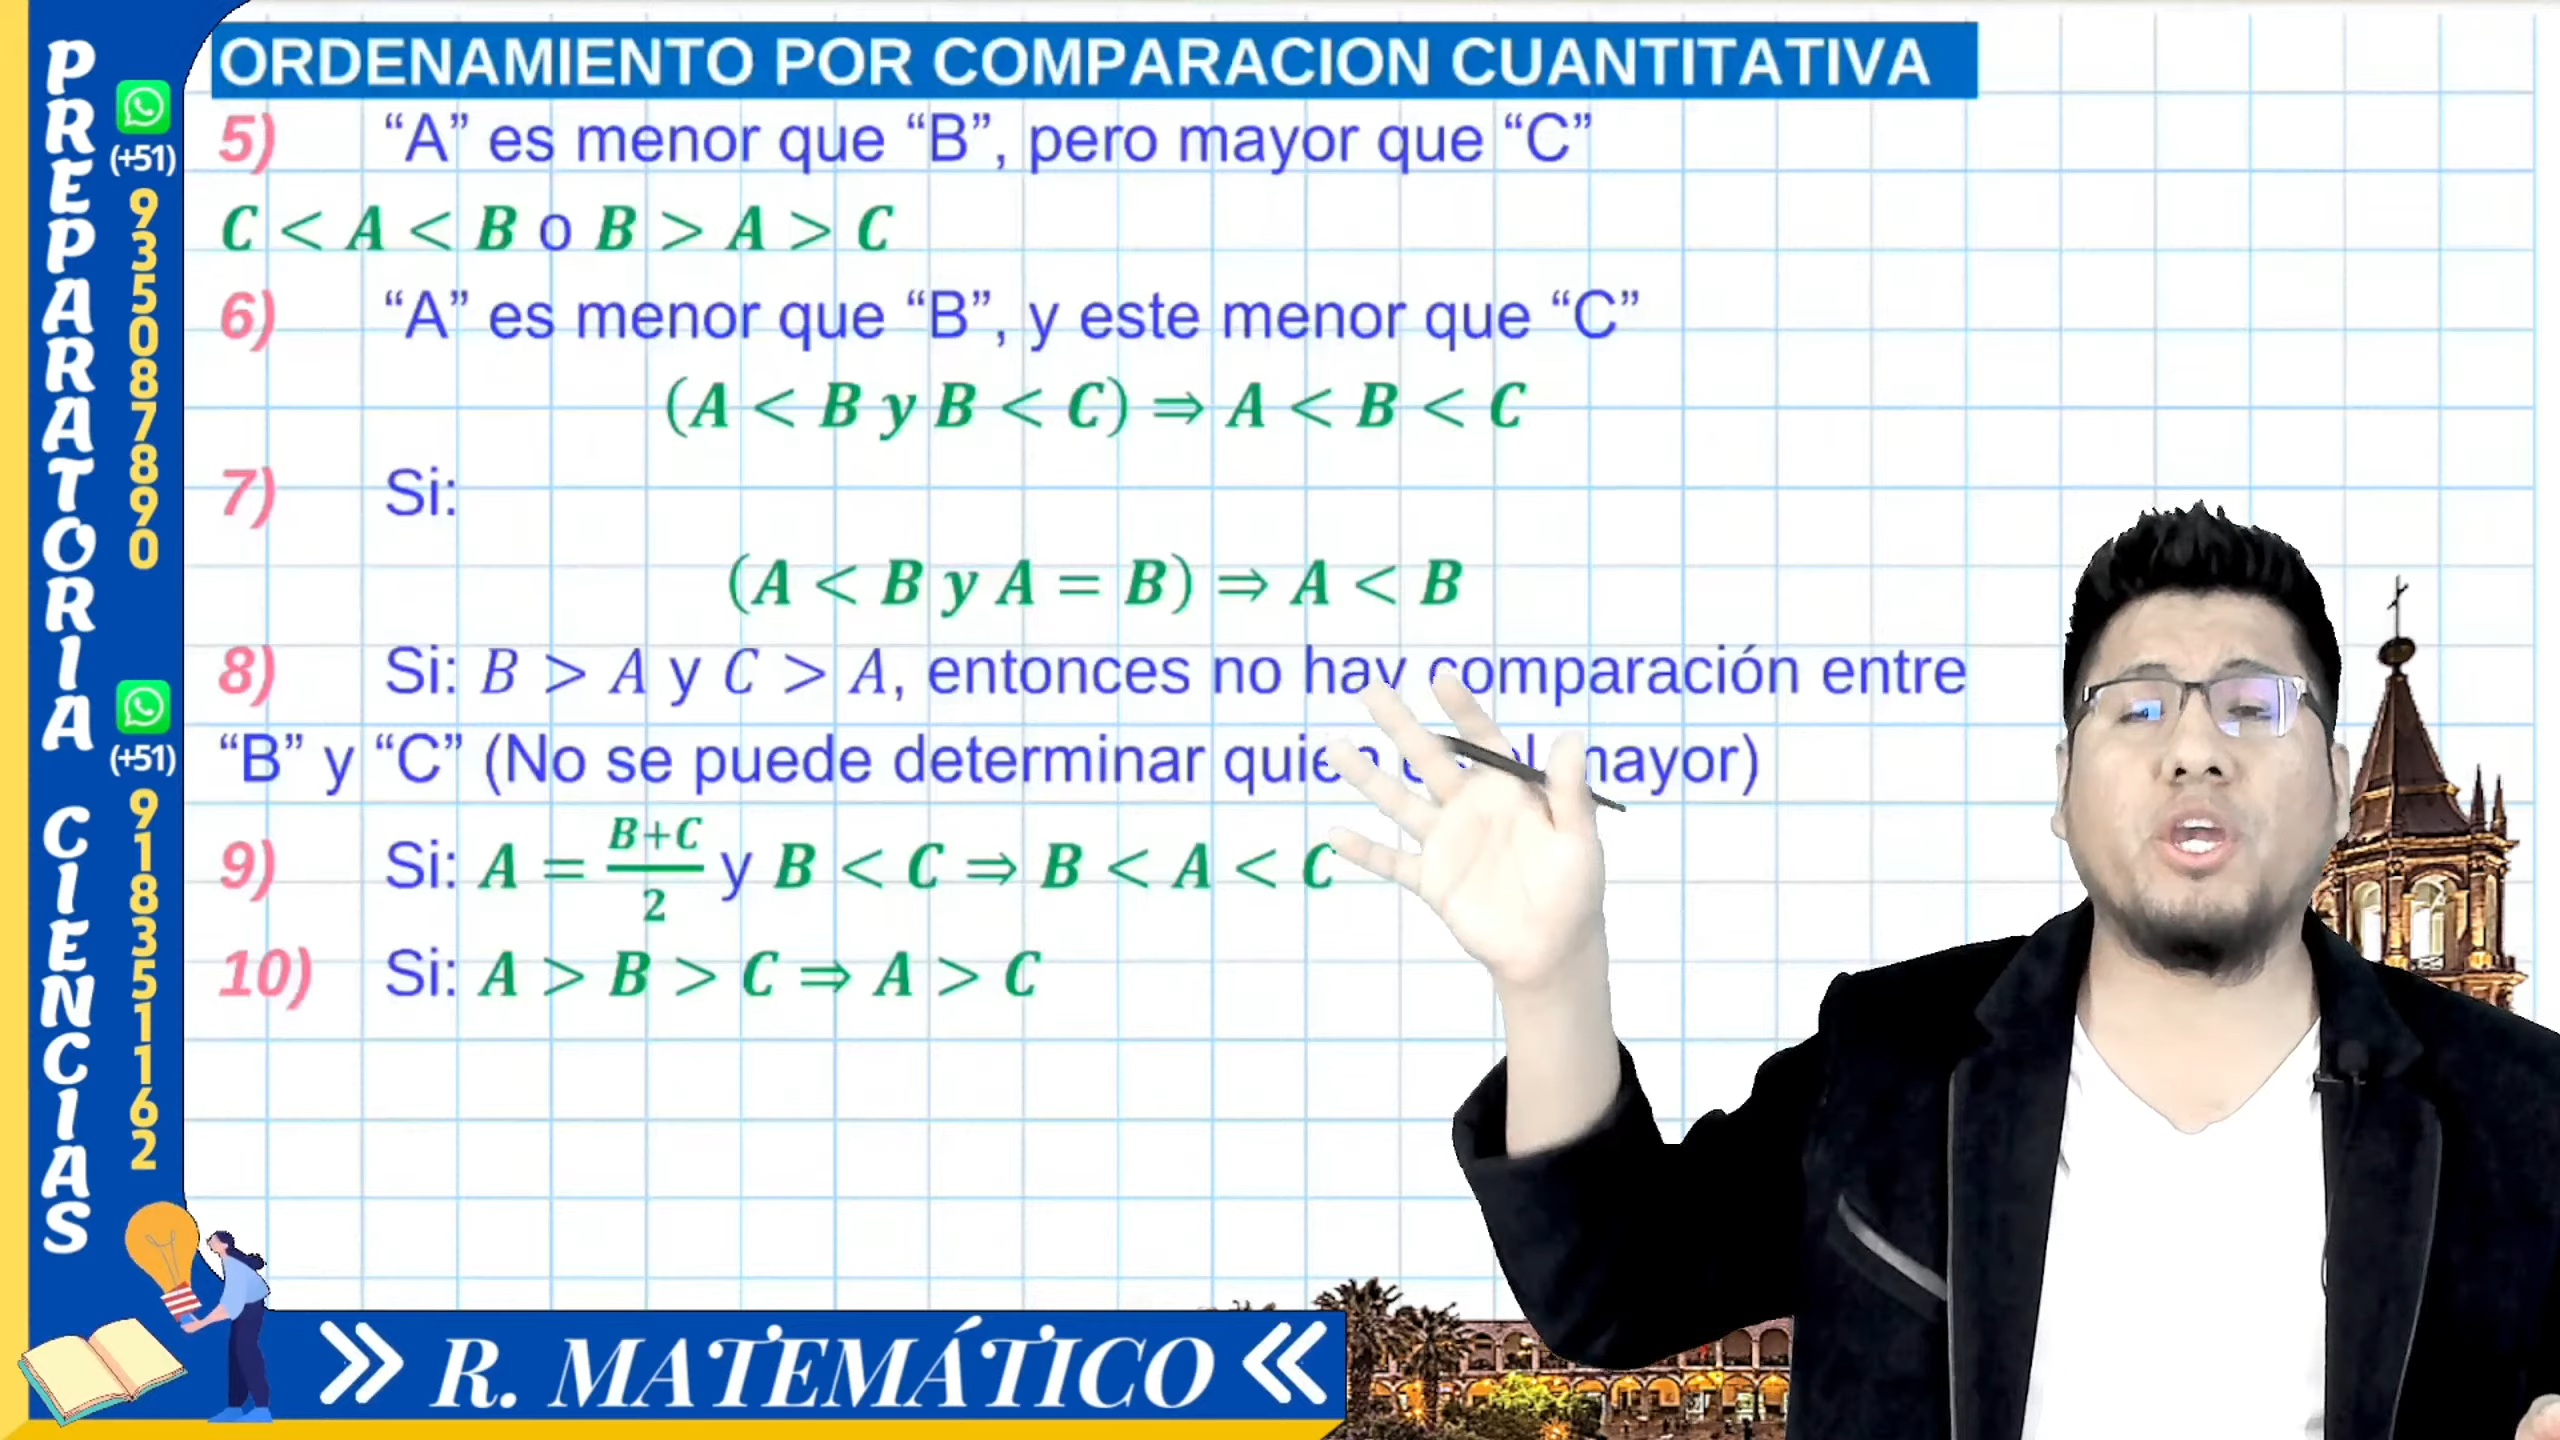 PREPARATORIA CIENCIAS
(+51)
935087890
(+51)
918351162
ORDENAMIENTO POR COMPARACION CUANTITATIVA
5) “A” es menor que “B”, pero mayor que “C”
C < A < B o B > A > C
6) “A” es menor que “B”, y este menor que “C”
(A < B y B < C) ⇒ A < B < C
7) Si:
(A < B y A = B) ⇒ A < B
8) Si: B > A y C > A, entonces no hay comparación entre
“B” y “C” (No se puede determinar quien mayor)
9) Si: A = \frac{B+C}{2} y B < C ⇒ B < A < C
10) Si: A > B > C ⇒ A > C
» R. MATEMÁTICO «